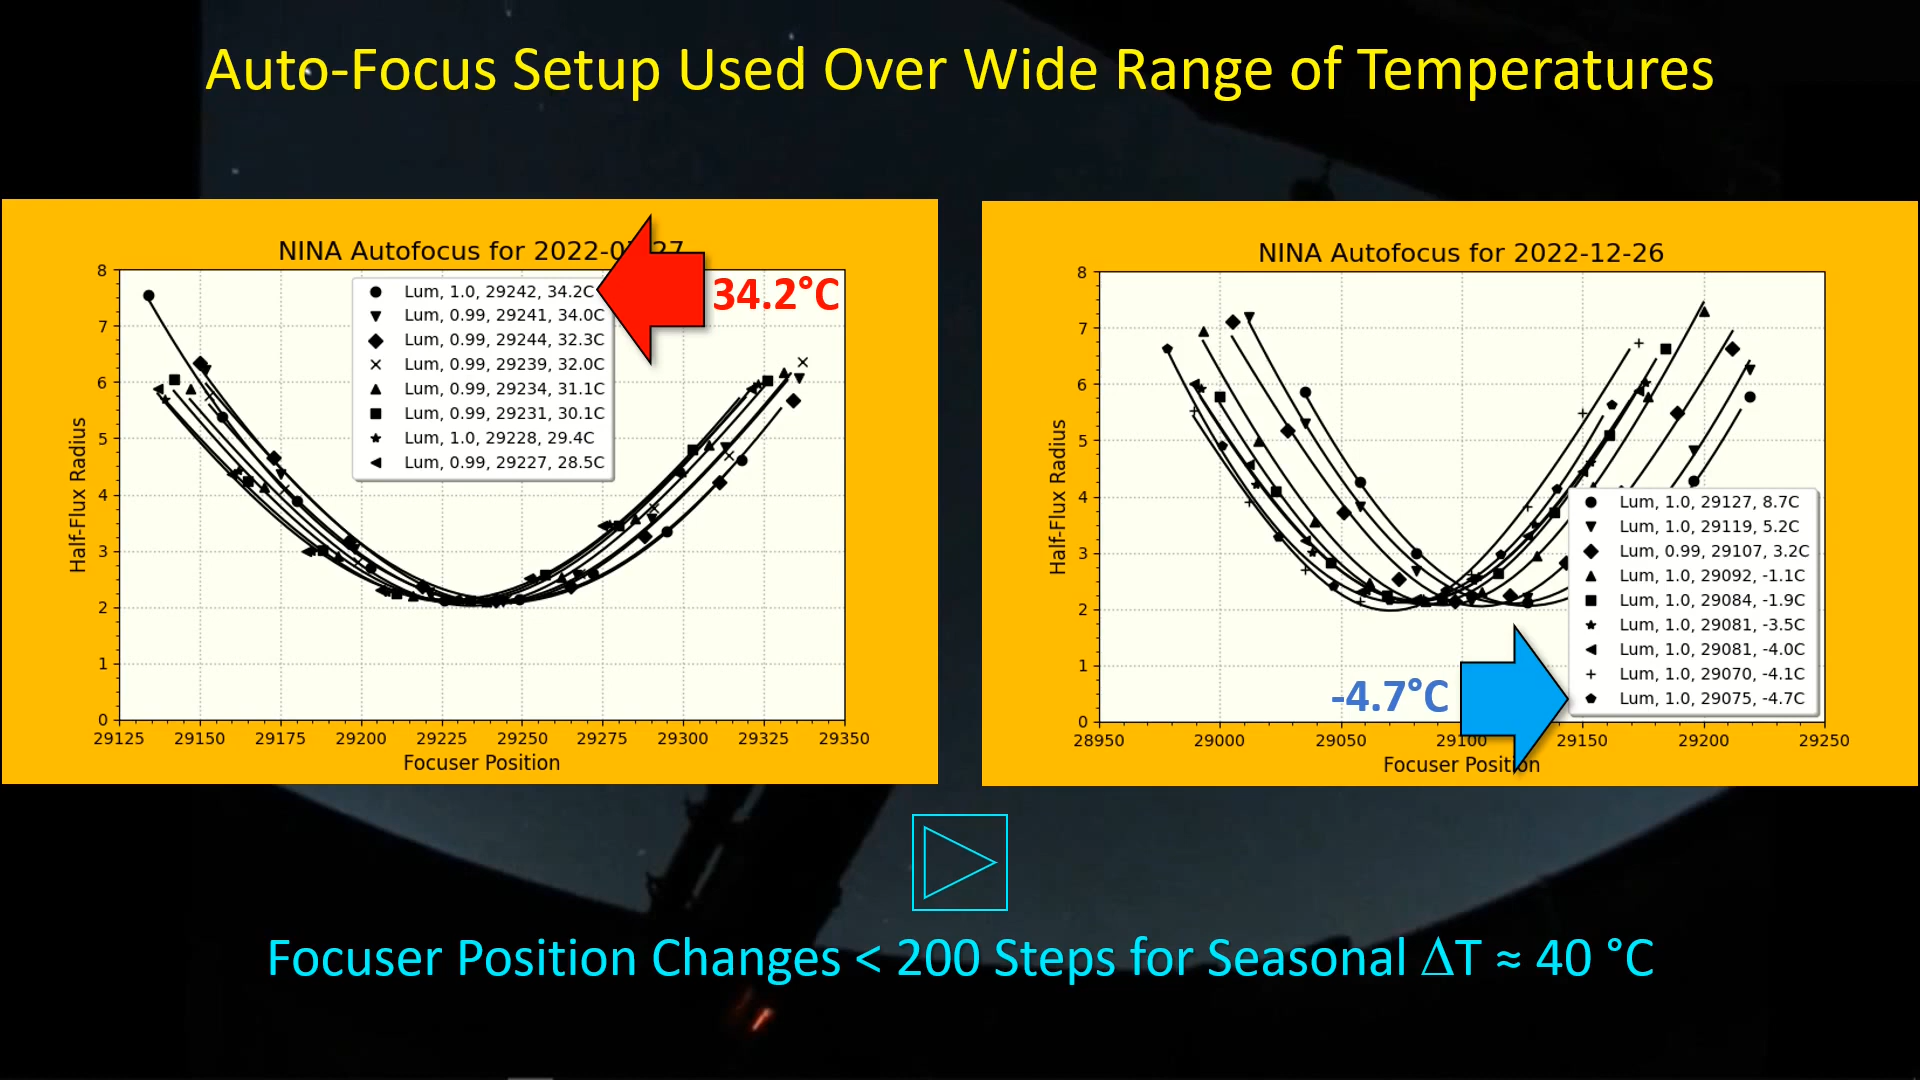 Auto-Focus Setup Used Over Wide Range of Temperatures
NINA Autofocus for 2022-0 27
8
7
6
5
4
3
2
1
0
Half-Flux Radius
Lum, 1.0, 29242, 34.2C
Lum, 0.99, 29241, 34.0C
Lum, 0.99, 29244, 32.3C
Lum, 0.99, 29239, 32.0C
Lum, 0.99, 29234, 31.1C
Lum, 0.99, 29231, 30.1C
Lum, 1.0, 29228, 29.4C
Lum, 0.99, 29227, 28.5C
34.2°C
29125 29150 29175 29200 29225 29250 29275 29300 29325 29350
Focuser Position
NINA Autofocus for 2022-12-26
8
7
6
5
4
3
2
1
0
Half-Flux Radius
Lum, 1.0, 29127, 8.7C
Lum, 1.0, 29119, 5.2C
Lum, 0.99, 29107, 3.2C
Lum, 1.0, 29092, -1.1C
Lum, 1.0, 29084, -1.9C
Lum, 1.0, 29081, -3.5C
Lum, 1.0, 29081, -4.0C
Lum, 1.0, 29070, -4.1C
Lum, 1.0, 29075, -4.7C
-4.7°C
28950 29000 29050 29100 29150 29200 29250
Focuser Position
Focuser Position Changes < 200 Steps for Seasonal ΔT ≈ 40 °C